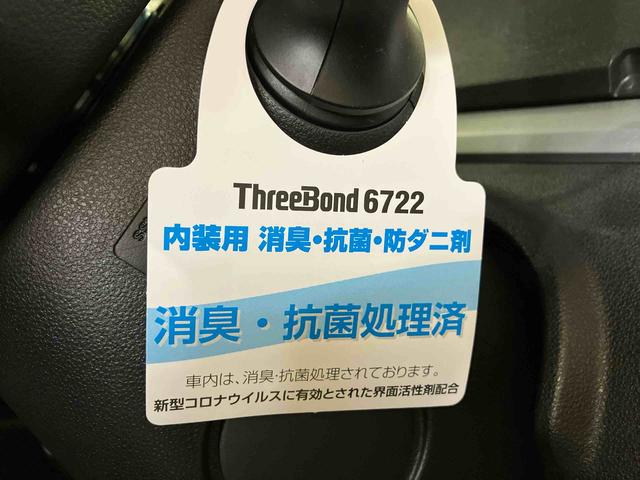 ThreeBond 6722
内装用 消臭・抗菌・防ダニ剤
消臭・抗菌処理済
車内は、消臭・抗菌処理されております。
新型コロナウイルスに有効とされた界面活性剤配合